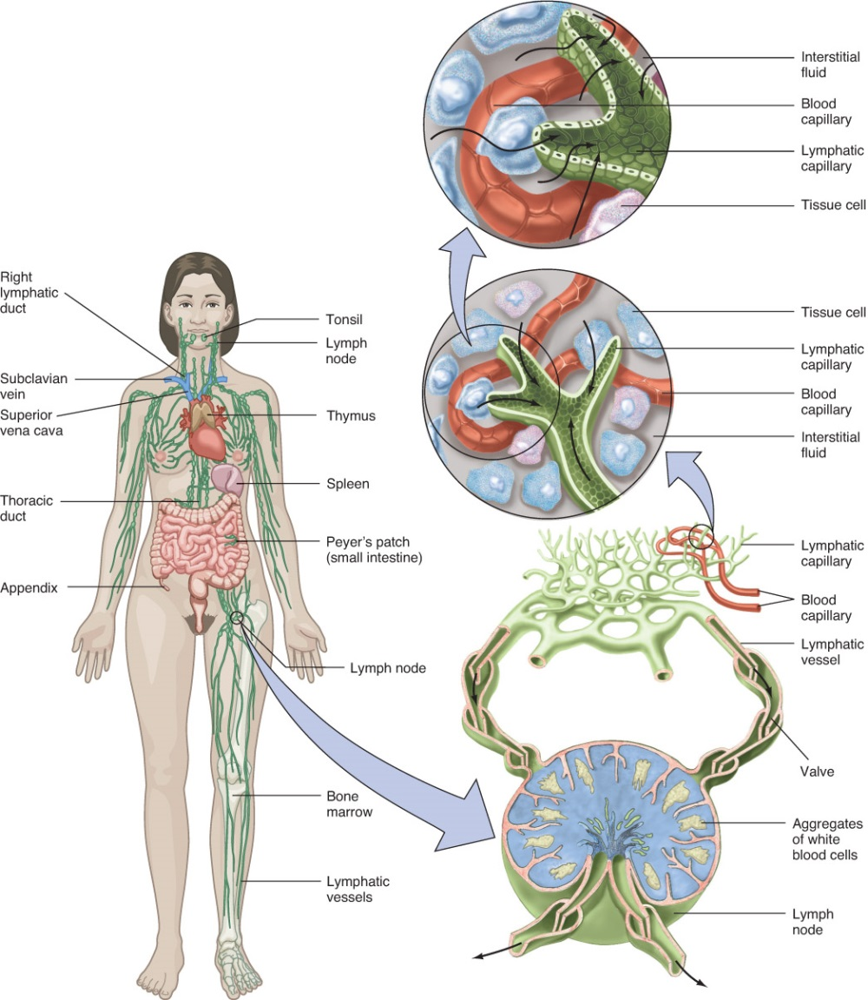 Interstitial
fluid
Blood
capillary
Lymphatic
capillary
Tissue cell
Right
lymphatic
duct
Subclavian
vein
Superior
vena cava
Thoracic
duct
Appendix
Tonsil
Lymph
node
Thymus
Spleen
Peyer's patch
(small intestine)
Lymph node
Bone
marrow
Lymphatic
vessels
Tissue cell
Lymphatic
capillary
Blood
capillary
Interstitial
fluid
Lymphatic
capillary
Blood
capillary
Lymphatic
vessel
Valve
Aggregates
of white
blood cells
Lymph
node